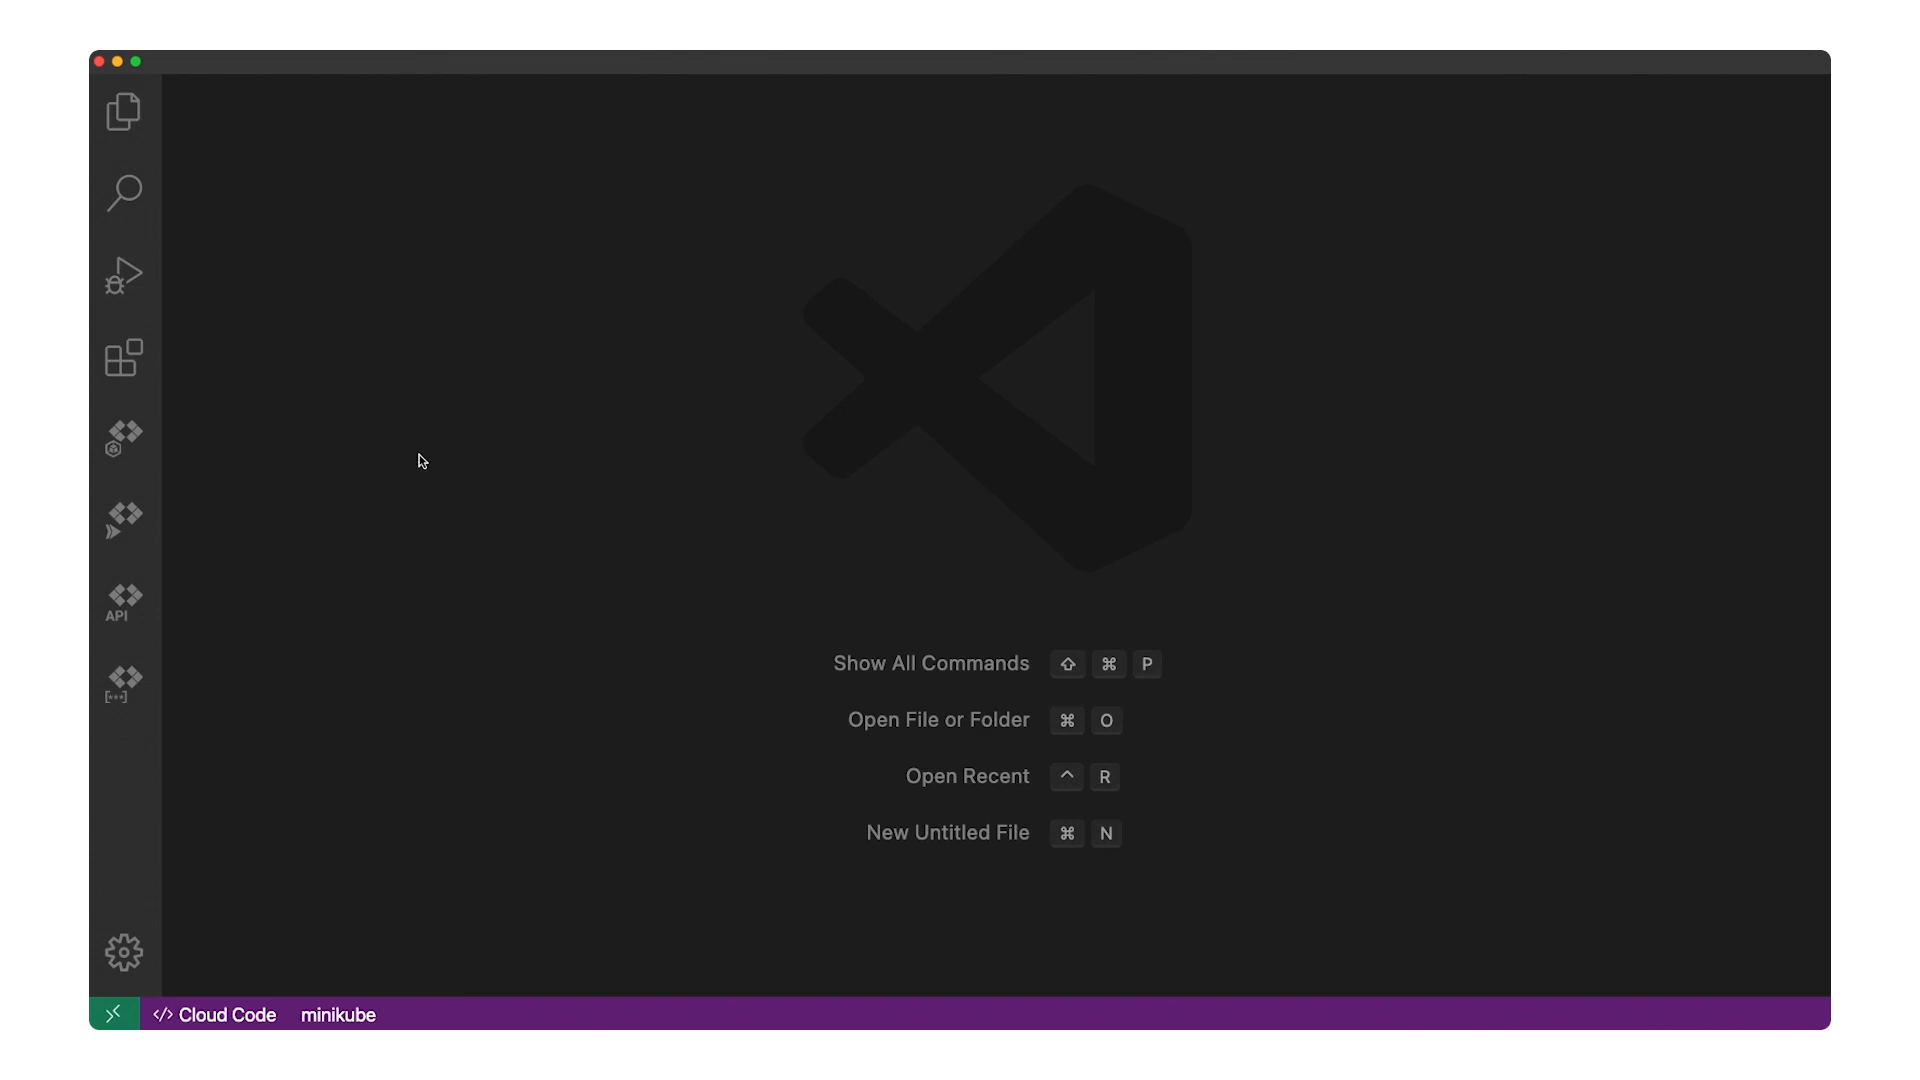 API
Show All Commands ⇧ ⌘ P
Open File or Folder ⌘ O
Open Recent ^ R
New Untitled File ⌘ N
</> Cloud Code minikube